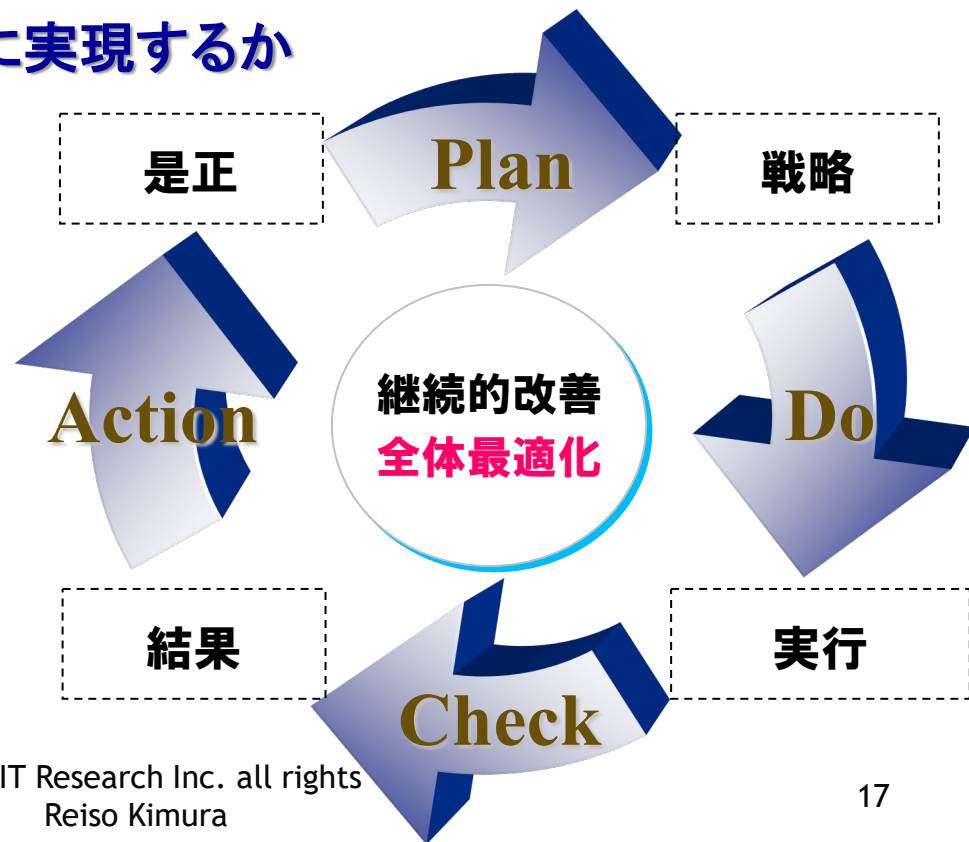 に実現するか
是正
Plan
戦略
Action
継続的改善
全体最適化
Do
結果
実行
Check
IT Research Inc. all rights
Reiso Kimura
17